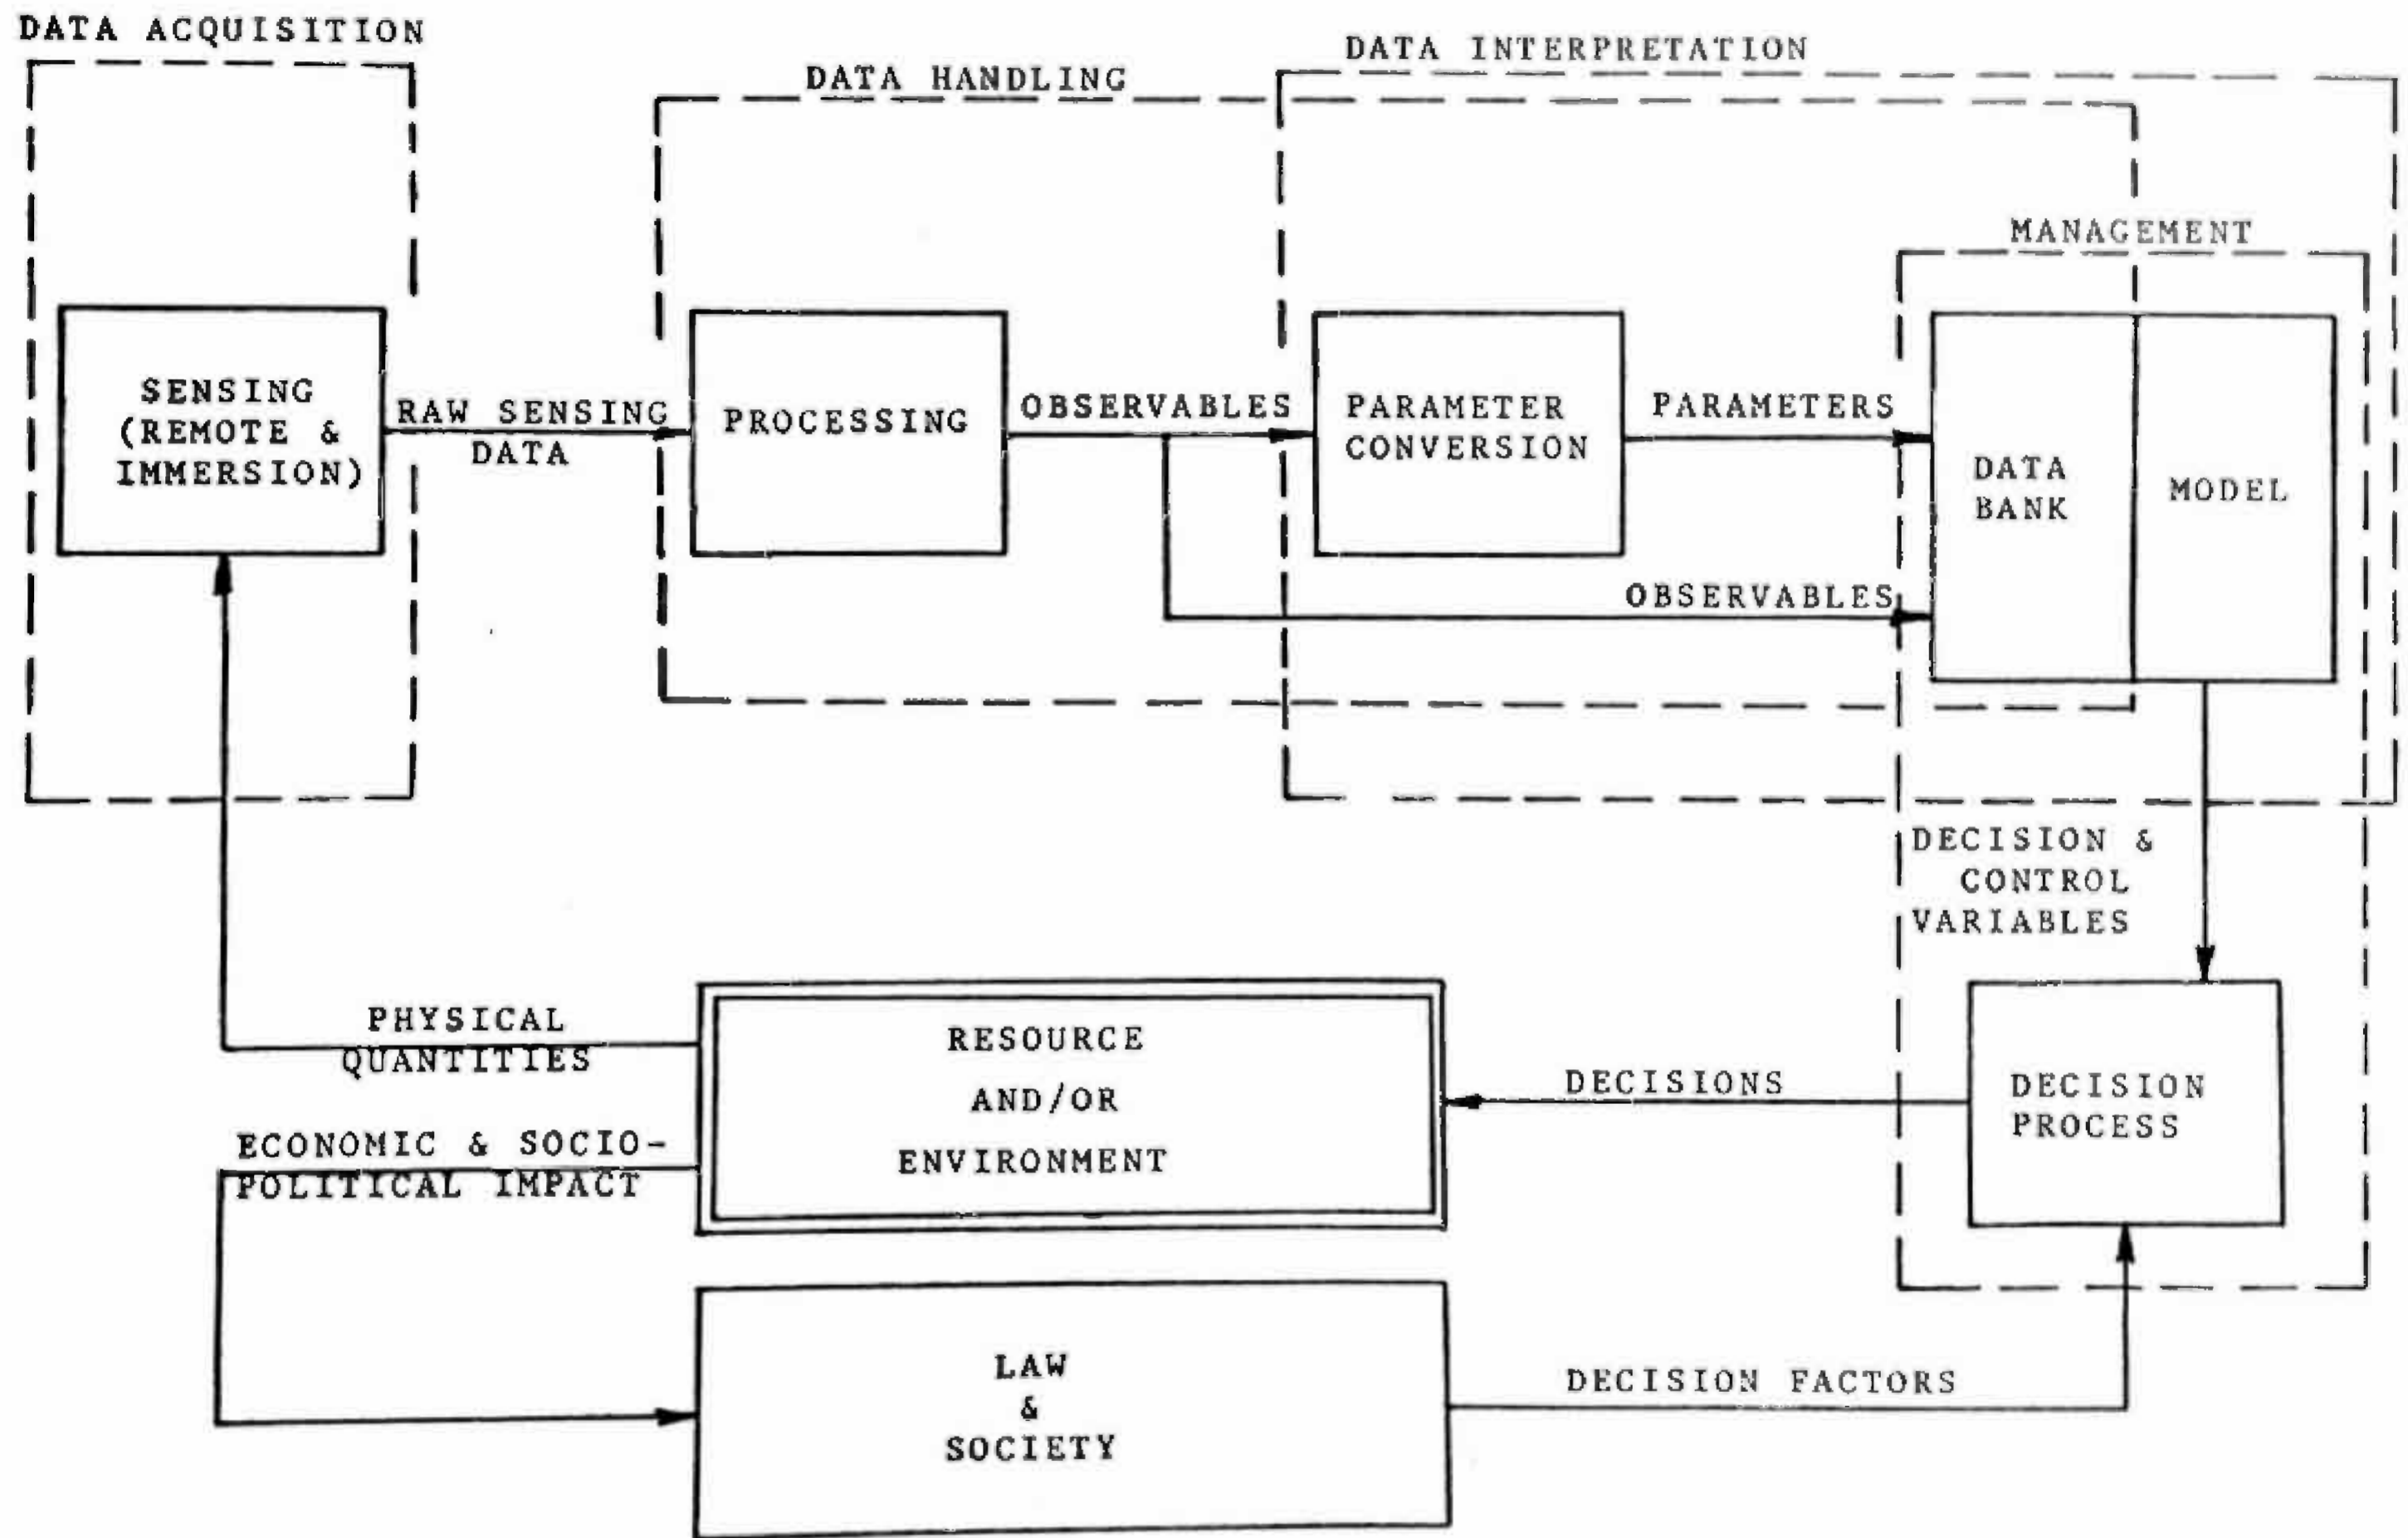 DATA ACQUISITION
DATA HANDLING
DATA INTERPRETATION
MANAGEMENT
SENSING
(REMOTE &
IMMERSION)
RAW SENSING
DATA
PROCESSING
OBSERVABLES
PARAMETER
CONVERSION
PARAMETERS
OBSERVABLES
DATA
BANK
MODEL
DECISION &
CONTROL
VARIABLES
PHYSICAL
QUANTITIES
ECONOMIC & SOCIO-
POLITICAL IMPACT
RESOURCE
AND/OR
ENVIRONMENT
DECISIONS
DECISION
PROCESS
LAW
&
SOCIETY
DECISION FACTORS